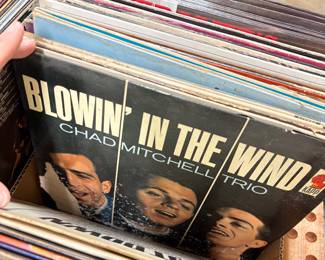 BLOWIN' IN THE WIND
CHAD MITCHELL TRIO